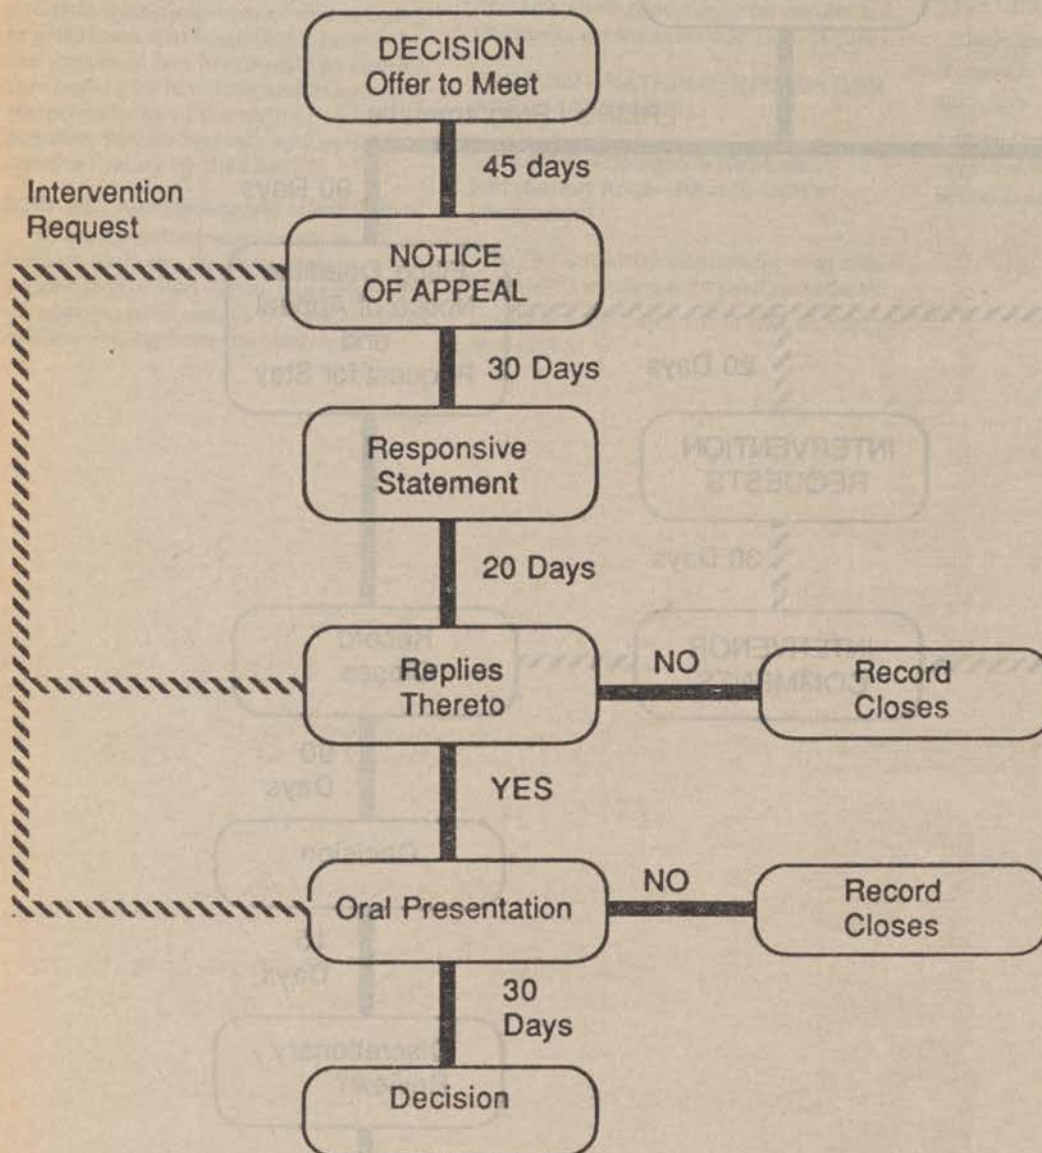 DECISION
Offer to Meet
45 days
Intervention
Request
NOTICE
OF APPEAL
30 Days
Responsive
Statement
20 Days
Replies
Thereto
NO
Record
Closes
YES
Oral Presentation
NO
Record
Closes
30
Days
Decision